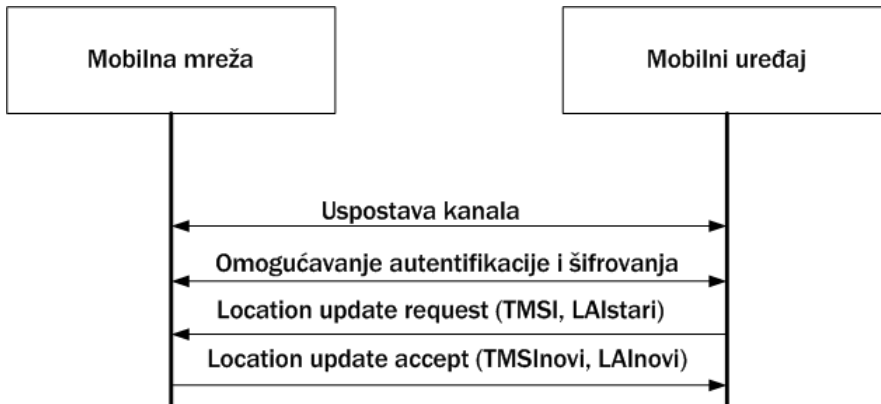 Mobilna mreža
Mobilni uređaj
Uspostava kanala
Omogućavanje autentifikacije i šifrovanja
Location update request (TMSI, LAIstari)
Location update accept (TMSInovi, LAInovi)